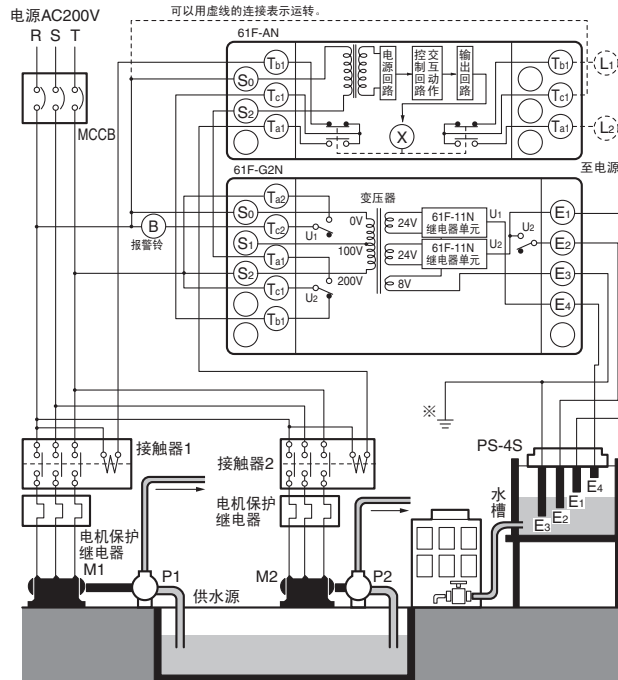 电源AC200V
可以用虚线的连接表示运转。
R S T
MCCB
61F-AN
Tb1
S0
Tc1
S2
Ta1
电源回路
控制回路
交互动作
输出回路
X
Tb1
Tc1
Ta1
L1
L2
至电源
61F-G2N
Ta2
S0
Tc2
S1
Ta1
S2
Tc1
Tb1
B
报警铃
U1
U2
变压器
0V
100V
200V
24V
24V
8V
61F-11N
继电器单元
61F-11N
继电器单元
U1
U2
U2
E1
E2
E3
E4
※
接触器1
接触器2
电机保护
继电器
电机保护
继电器
M1
P1
M2
P2
供水源
水槽
PS-4S
E4
E1
E2
E3